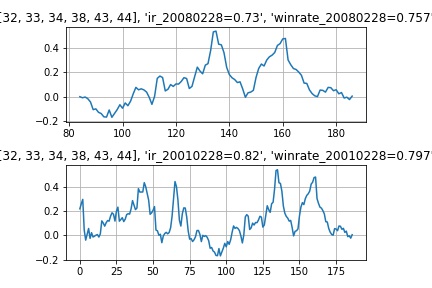 [32, 33, 34, 38, 43, 44], 'ir_20080228=0.73', 'winrate_20080228=0.757'
0.4
0.2
0.0
−0.2
80 100 120 140 160 180
[32, 33, 34, 38, 43, 44], 'ir_20010228=0.82', 'winrate_20010228=0.797'
0.4
0.2
0.0
−0.2
0 25 50 75 100 125 150 175